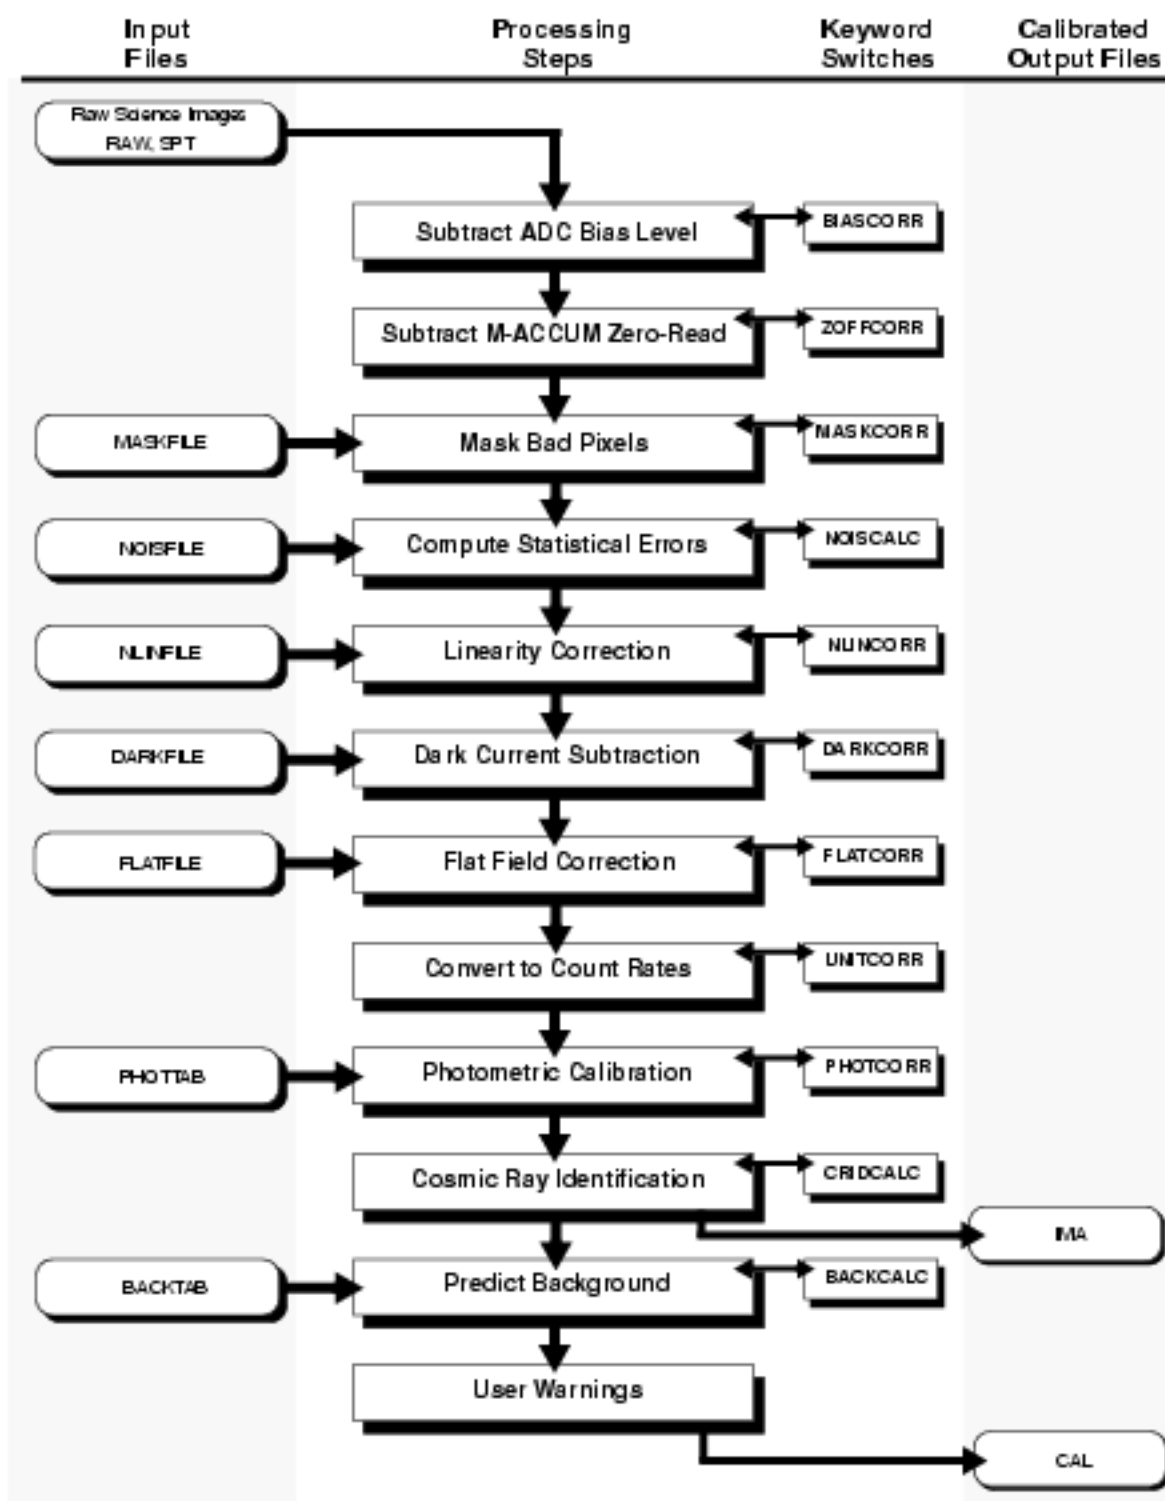 Input
Files
Processing
Steps
Keyword
Switches
Calibrated
Output Files
Raw Science Images
RAW, SPT
Subtract ADC Bias Level
BIASCORR
Subtract M-ACCUM Zero-Read
ZOFFCORR
MASKFILE
Mask Bad Pixels
MASKCORR
NOISFILE
Compute Statistical Errors
NOISCALC
NLINFILE
Linearity Correction
NLINCORR
DARKFILE
Dark Current Subtraction
DARKCORR
FLATFILE
Flat Field Correction
FLATCORR
Convert to Count Rates
UNITCORR
PHOTTAB
Photometric Calibration
PHOTCORR
Cosmic Ray Identification
CRIDCALC
IMA
BACKTAB
Predict Background
BACKCALC
User Warnings
CAL